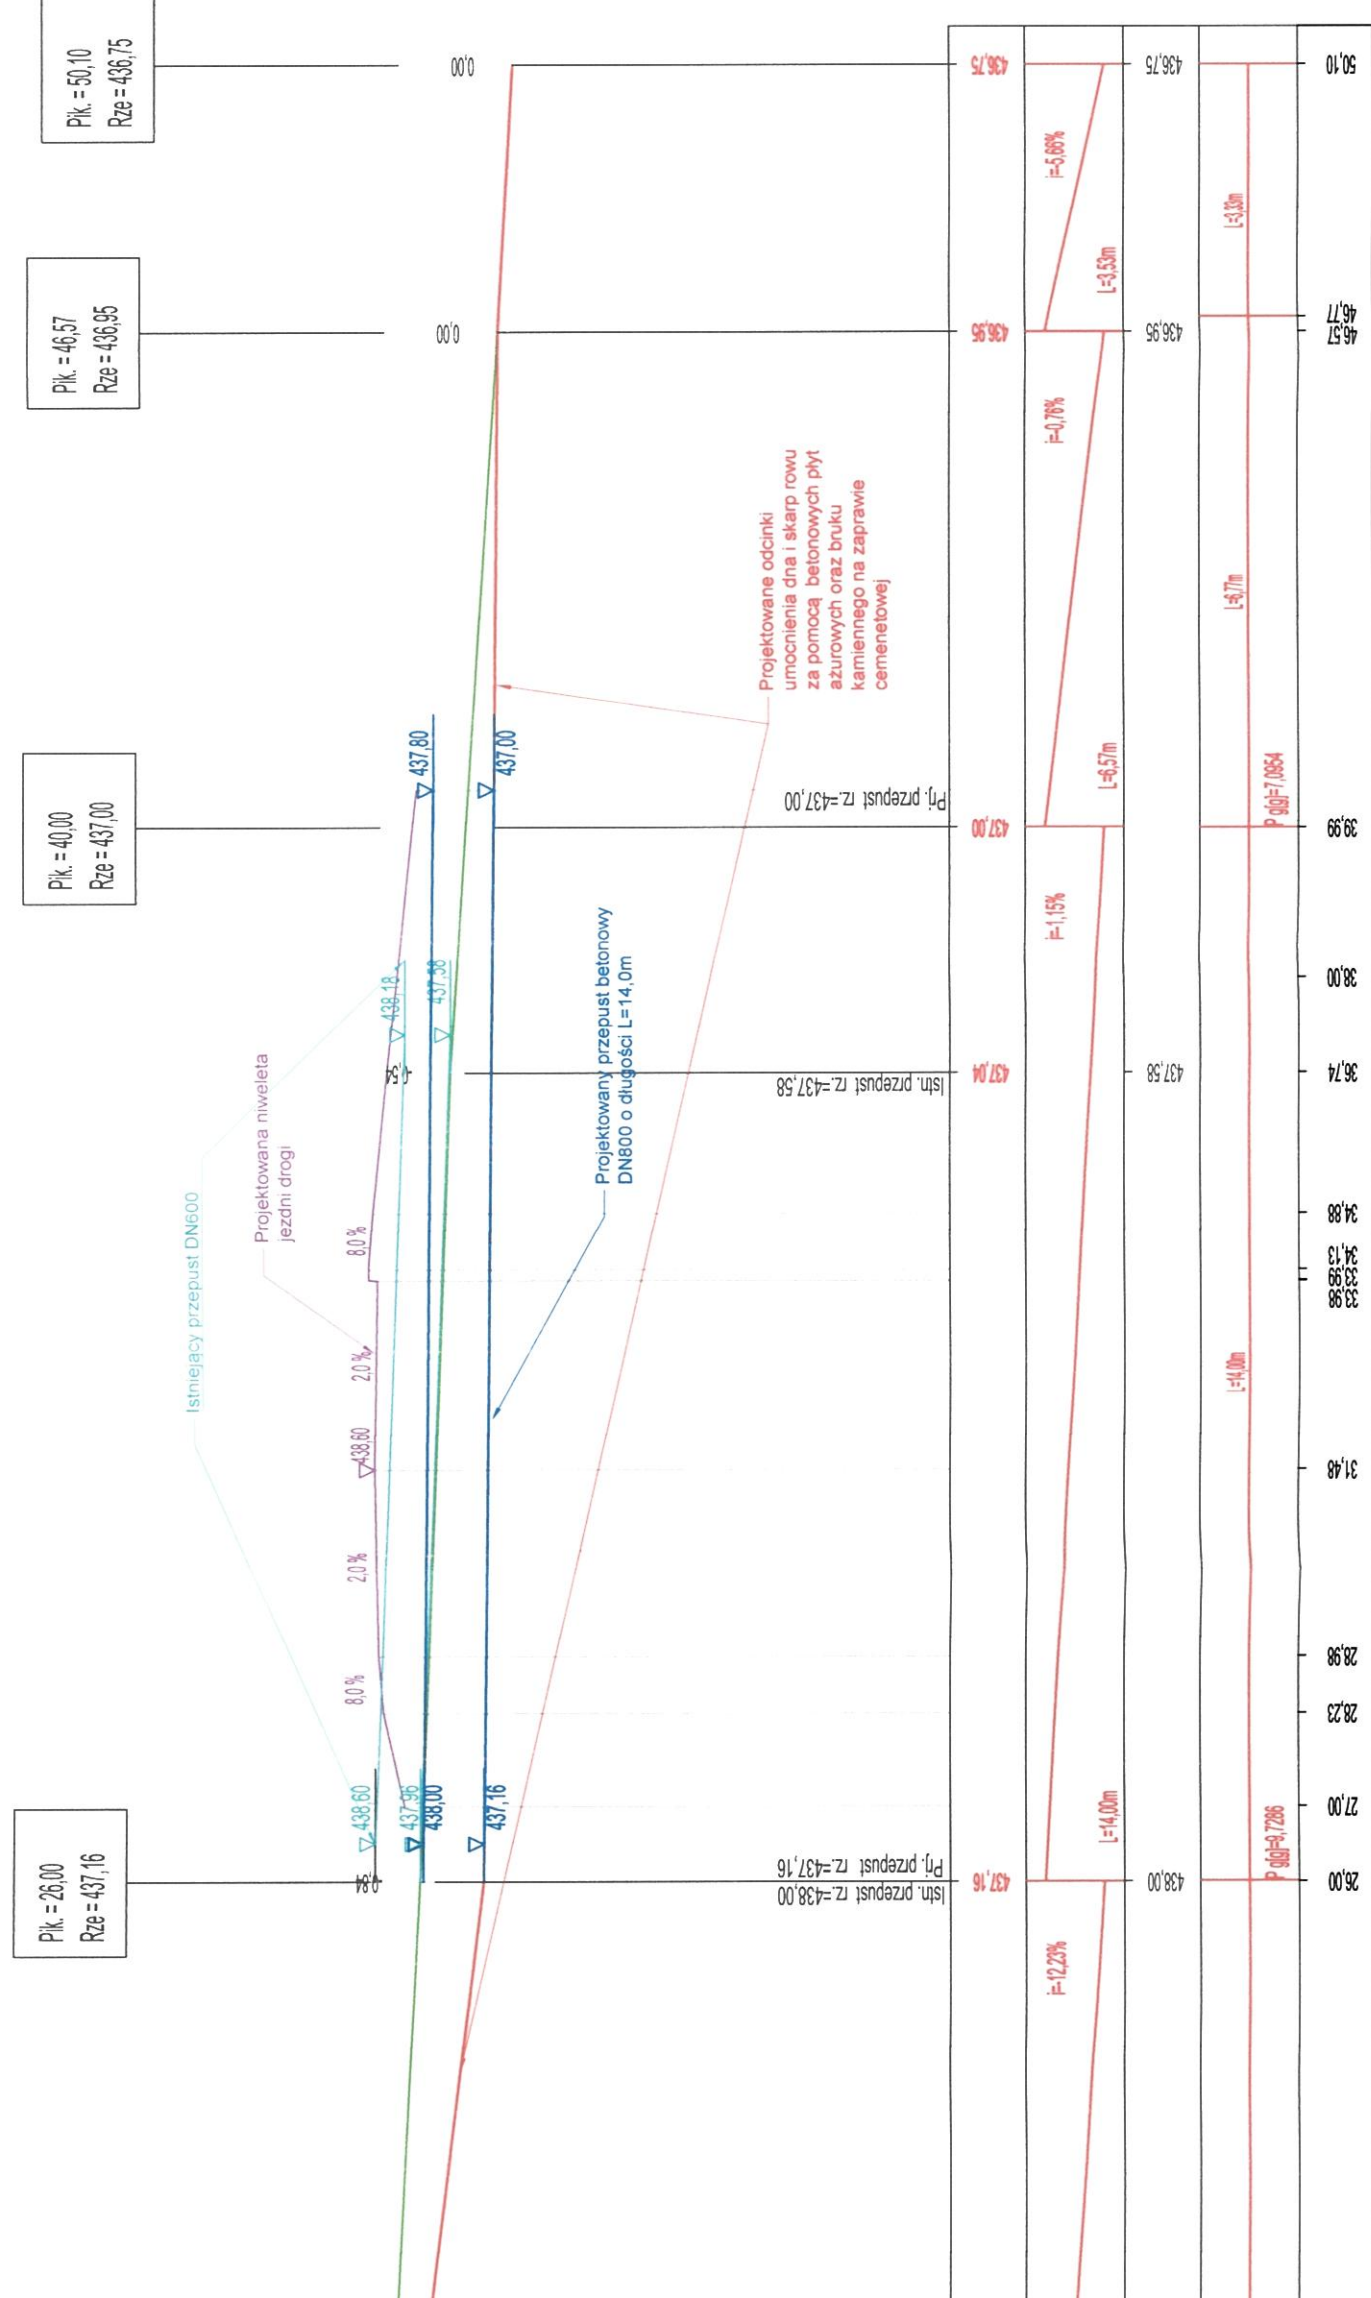 Pik. = 26,00
Rze = 437,16
Pik. = 40,00
Rze = 437,00
Pik. = 46,57
Rze = 436,95
Pik. = 50,10
Rze = 436,75
Istniejący przepust DN600
Projektowana niweleta
jezdni drogi
8,0 %
2,0 %
438,60
2,0 %
8,0 %
438,60
437,96
438,00
437,16
438,18
437,58
437,80
437,00
0,00
0,00
Projektowany przepust betonowy
DN800 o długości L=14,0m
Projektowane odcinki
umocnienia dna i skarp rowu
za pomocą betonowych płyt
ażurowych oraz bruku
kamiennego na zaprawie
cemenetowej
Prj. przepust rz.=437,16
Istn. przepust rz.=438,00
Istn. przepust rz.=437,58
Prj. przepust rz.=437,00
437,16
437,04
437,00
436,95
436,75
i=-12,23%
L=14,00m
i=-1,15%
L=6,57m
i=-0,76%
L=3,53m
i=-5,66%
438,00
437,58
436,95
436,75
P g[g]=9,7286
L=14,00m
P g[g]=7,0954
L=6,77m
L=3,33m
26,00
27,00
28,23
28,98
31,48
33,98
33,99
34,13
34,88
36,74
38,00
39,99
46,57
46,77
50,10